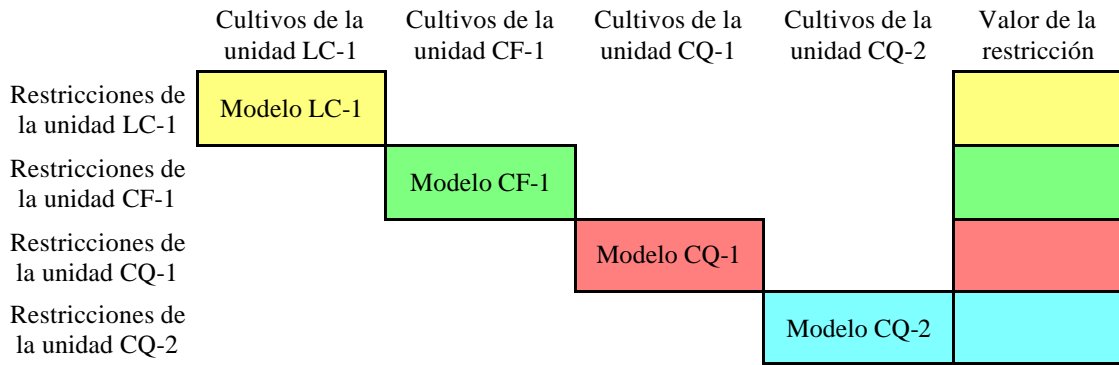 Cultivos de la
unidad LC-1
Cultivos de la
unidad CF-1
Cultivos de la
unidad CQ-1
Cultivos de la
unidad CQ-2
Valor de la
restricción
Restricciones de
la unidad LC-1
Modelo LC-1
Restricciones de
la unidad CF-1
Modelo CF-1
Restricciones de
la unidad CQ-1
Modelo CQ-1
Restricciones de
la unidad CQ-2
Modelo CQ-2